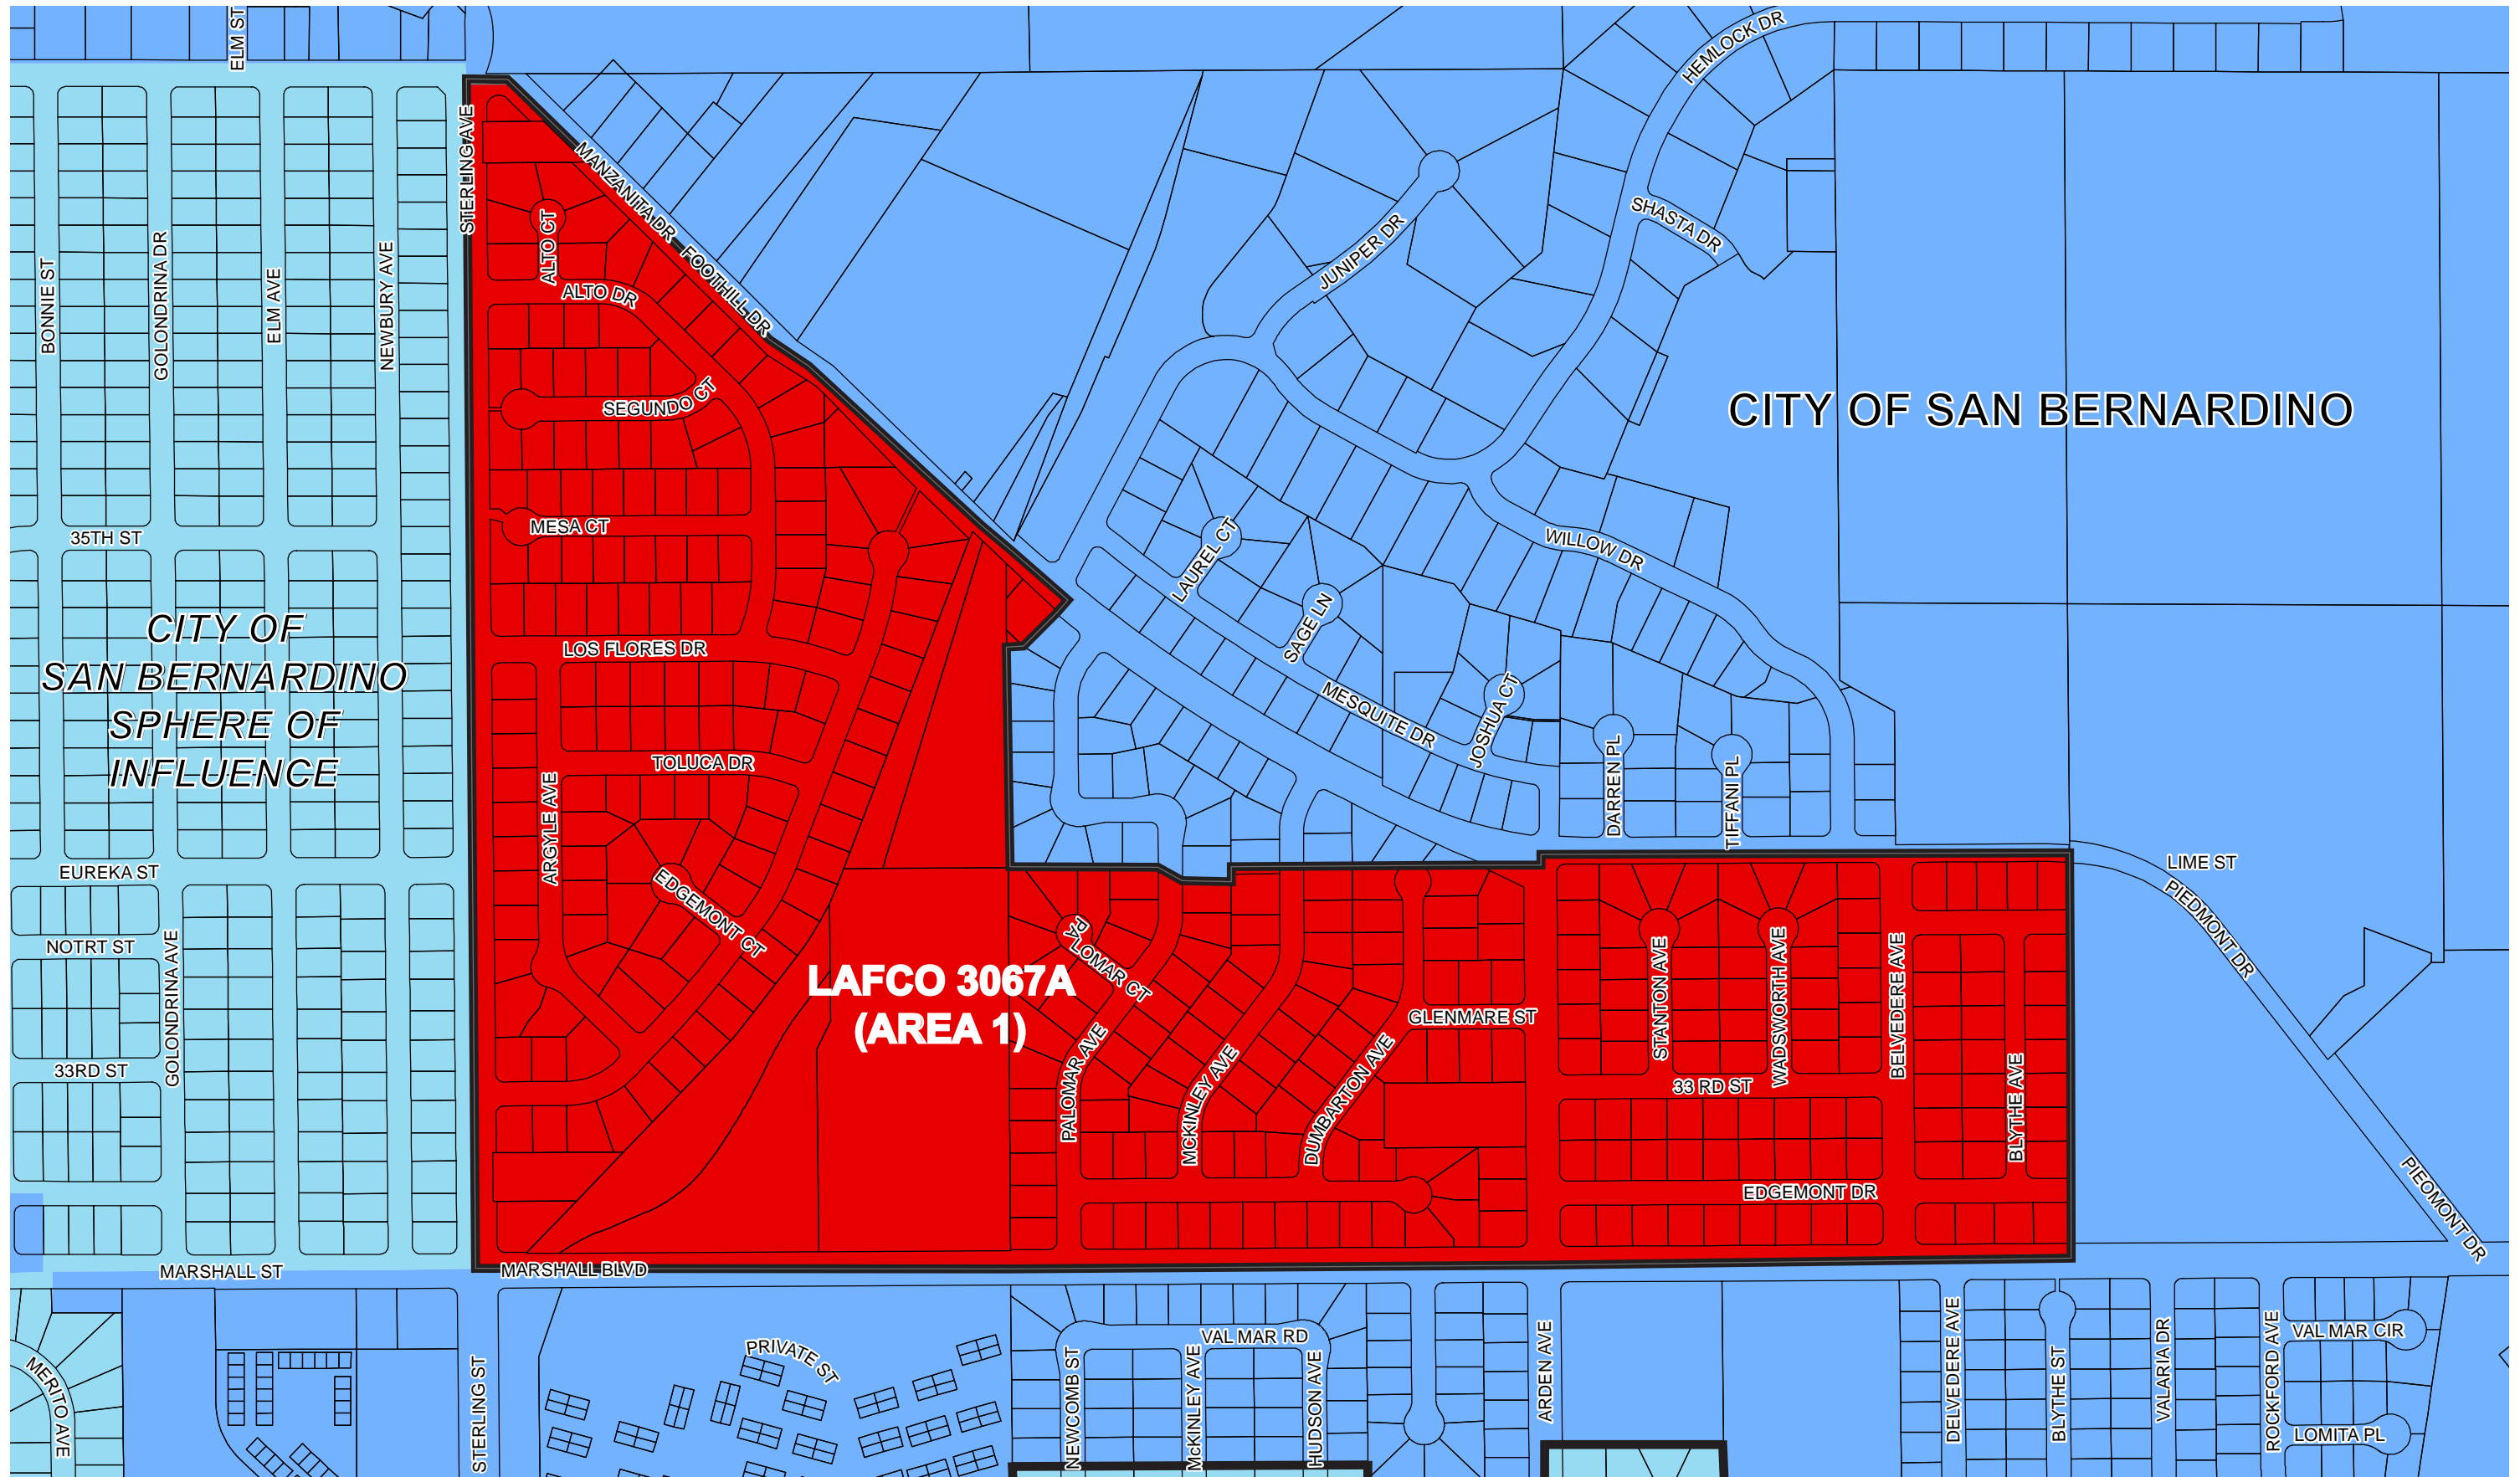 ELM ST
HEMLOCK DR
STERLING AVE
MANZANITA DR
SHASTA DR
ALTO CT
JUNIPER DR
BONNIE ST
GOLONDRINA DR
ELM AVE
NEWBURY AVE
FOOTHILL DR
ALTO DR
SEGUNDO CT
CITY OF SAN BERNARDINO
MESA CT
35TH ST
LAUREL CT
WILLOW DR
SAGE LN
CITY OF
SAN BERNARDINO
SPHERE OF
INFLUENCE
LOS FLORES DR
MESQUITE DR
JOSHUA CT
TOLUCA DR
ARGYLE AVE
DARREN PL
TIFFANI PL
LIME ST
EUREKA ST
EDGEMONT CT
PIEDMONT DR
NOTRT ST
GOLONDRINA AVE
PALOMAR CT
LAFCO 3067A
(AREA 1)
STANTON AVE
WADSWORTH AVE
BELVEDERE AVE
GLENMARE ST
33RD ST
PALOMAR AVE
MCKINLEY AVE
DUMBARTON AVE
33 RD ST
BLYTHE AVE
EDGEMONT DR
PIEOMONT DR
MARSHALL ST
MARSHALL BLVD
MERITO AVE
STERLING ST
PRIVATE ST
VAL MAR RD
NEWCOMB ST
MCKINLEY AVE
HUDSON AVE
ARDEN AVE
DELVEDERE AVE
BLYTHE ST
VALARIA DR
ROCKFORD AVE
VAL MAR CIR
LOMITA PL